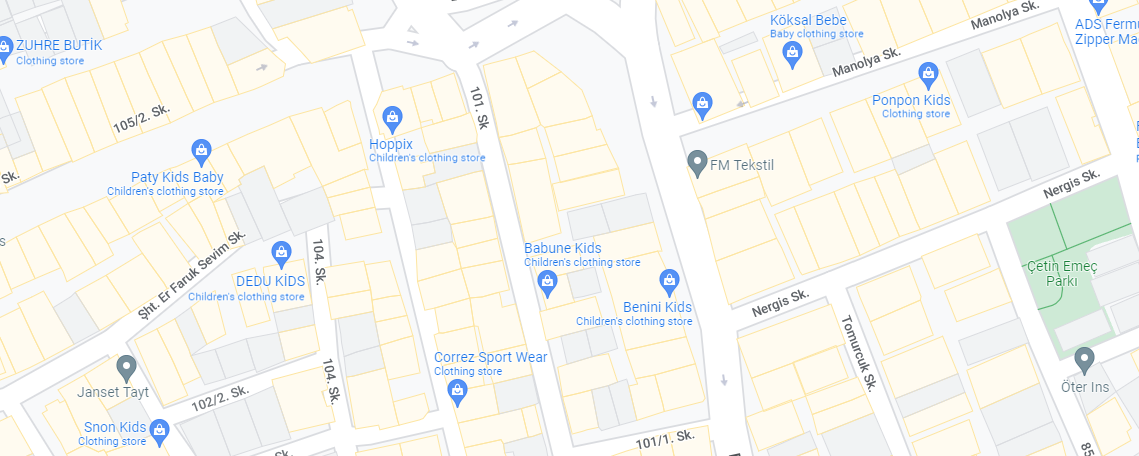 Köksal Bebe
Baby clothing store
Manolya Sk.
ADS Fermu
Zipper Ma
ZUHRE BUTİK
Clothing store
Manolya Sk.
101. Sk
Ponpon Kids
Clothing store
105/2. Sk.
Hoppix
Children's clothing store
FM Tekstil
Sk.
Paty Kids Baby
Children's clothing store
Nergis Sk.
Şht. Er Faruk Sevim Sk.
104. Sk.
Babune Kids
Children's clothing store
Çetin Emeç
Parkı
DEDU KİDS
Children's clothing store
Benini Kids
Children's clothing store
Nergis Sk.
Tomurcuk Sk.
Correz Sport Wear
Clothing store
104. Sk.
Janset Tayt
102/2. Sk.
Öter Ins
Snon Kids
Clothing store
101/1. Sk.
Sk.
85